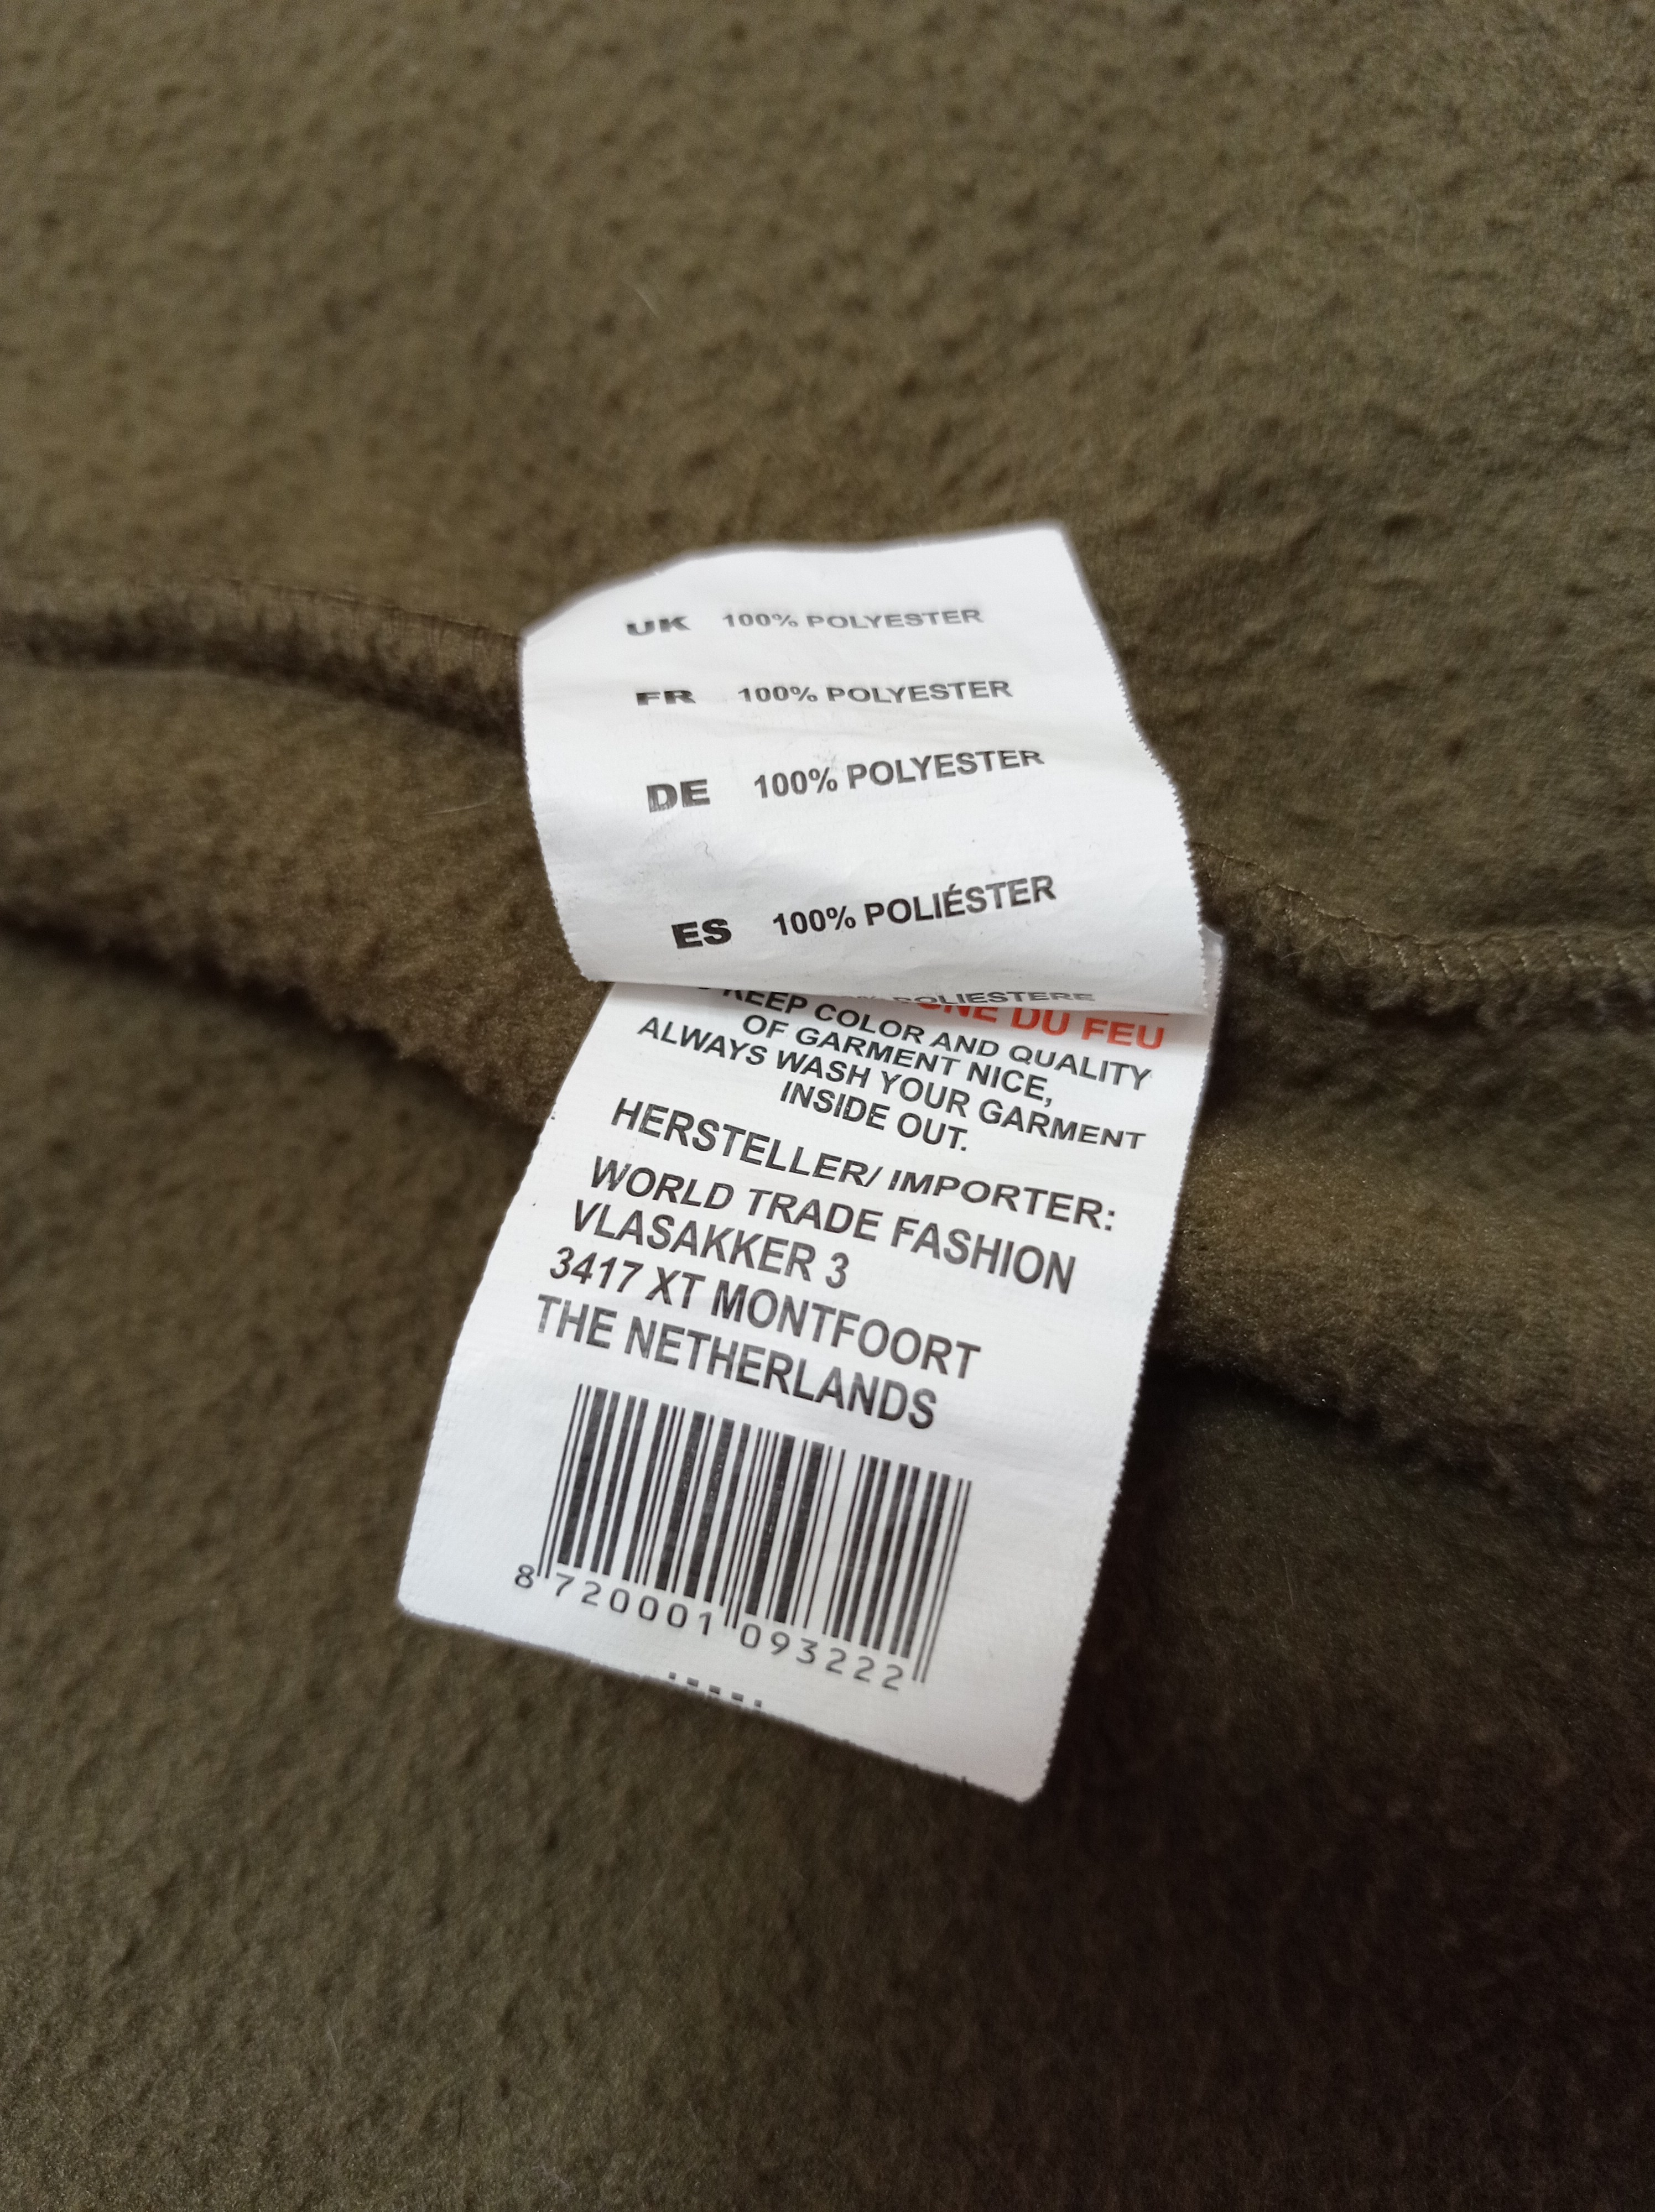 UK 100% POLYESTER
FR 100% POLYESTER
DE 100% POLYESTER
ES 100% POLIÉSTER
POLIESTERE
DU FEU
KEEP COLOR AND QUALITY
OF GARMENT NICE,
ALWAYS WASH YOUR GARMENT
INSIDE OUT.
HERSTELLER/ IMPORTER:
WORLD TRADE FASHION
VLASAKKER 3
3417 XT MONTFOORT
THE NETHERLANDS
8 720001 093222